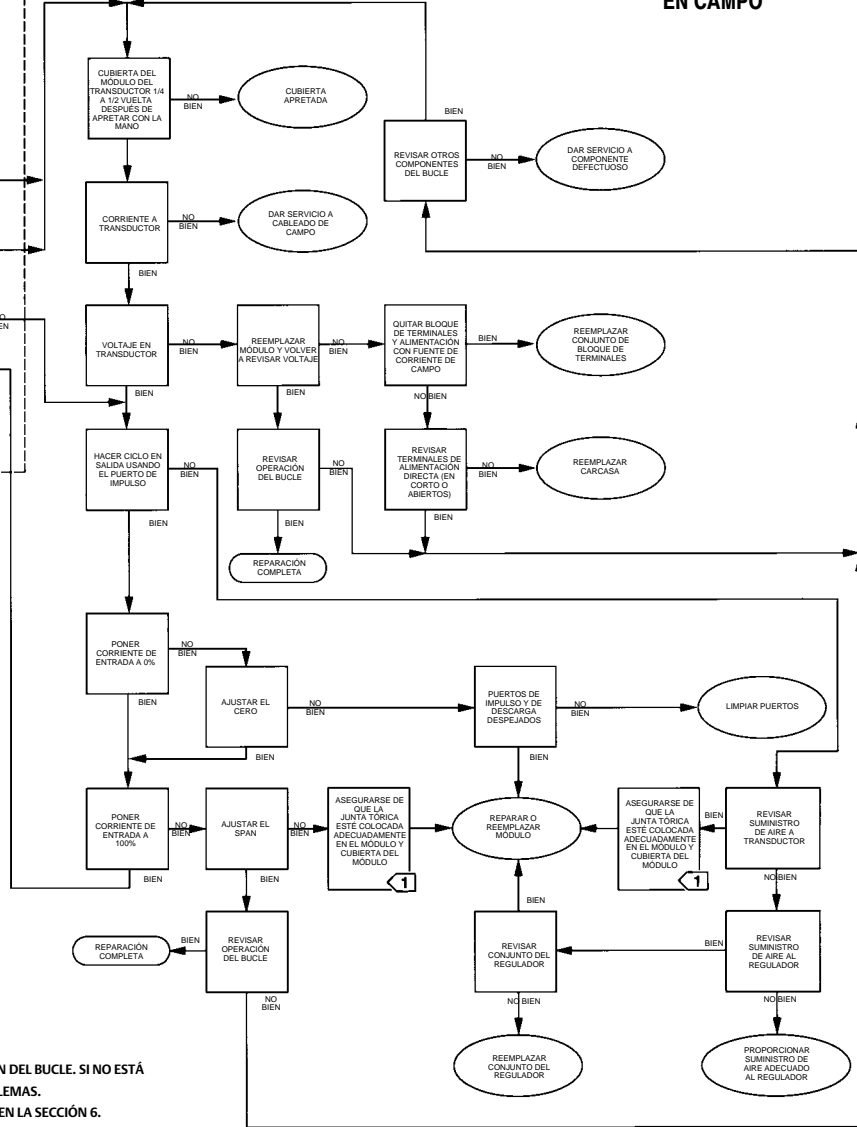 EN CAMPO
CUBIERTA DEL
MÓDULO DEL
TRANSDUCTOR 1/4
A 1/2 VUELTA
DESPUÉS DE
APRETAR CON LA
MANO
NO
BIEN
CUBIERTA
APRETADA
BIEN
REVISAR OTROS
COMPONENTES
DEL BUCLE
NO
BIEN
DAR SERVICIO A
COMPONENTE
DEFECTUOSO
CORRIENTE A
TRANSDUCTOR
NO
BIEN
DAR SERVICIO A
CABLEADO DE
CAMPO
BIEN
NO
EN
VOLTAJE EN
TRANSDUCTOR
NO
BIEN
REEMPLAZAR
MÓDULO Y VOLVER
A REVISAR VOLTAJE
NO
BIEN
QUITAR BLOQUE
DE TERMINALES
Y ALIMENTACIÓN
CON FUENTE DE
CORRIENTE DE
CAMPO
BIEN
REEMPLAZAR
CONJUNTO DE
BLOQUE DE
TERMINALES
BIEN
BIEN
NO BIEN
HACER CICLO EN
SALIDA USANDO
EL PUERTO DE
IMPULSO
NO
BIEN
REVISAR
OPERACIÓN
DEL BUCLE
NO
BIEN
REVISAR
TERMINALES DE
ALIMENTACIÓN
DIRECTA (EN
CORTO O
ABIERTOS)
NO
BIEN
REEMPLAZAR
CARCASA
BIEN
BIEN
BIEN
REPARACIÓN
COMPLETA
PONER
CORRIENTE DE
ENTRADA A 0%
NO
BIEN
AJUSTAR EL
CERO
NO
BIEN
PUERTOS DE
IMPULSO Y DE
DESCARGA
DESPEJADOS
NO
BIEN
LIMPIAR PUERTOS
BIEN
BIEN
BIEN
PONER
CORRIENTE DE
ENTRADA A
100%
NO
BIEN
AJUSTAR EL
SPAN
NO
BIEN
ASEGURARSE DE
QUE LA
JUNTA TÓRICA
ESTÉ COLOCADA
ADECUADAMENTE
EN EL MÓDULO Y
CUBIERTA DEL
MÓDULO
1
REPARAR O
REEMPLAZAR
MÓDULO
ASEGURARSE DE
QUE LA
JUNTA TÓRICA
ESTÉ COLOCADA
ADECUADAMENTE
EN EL MÓDULO Y
CUBIERTA DEL
MÓDULO
1
BIEN
REVISAR
SUMINISTRO
DE AIRE A
TRANSDUCTOR
BIEN
BIEN
BIEN
NO BIEN
REPARACIÓN
COMPLETA
BIEN
REVISAR
OPERACIÓN
DEL BUCLE
REVISAR
CONJUNTO DEL
REGULADOR
BIEN
REVISAR
SUMINISTRO
DE AIRE AL
REGULADOR
NO
BIEN
NO BIEN
NO BIEN
REEMPLAZAR
CONJUNTO DEL
REGULADOR
PROPORCIONAR
SUMINISTRO DE
AIRE ADECUADO
AL REGULADOR
N DEL BUCLE. SI NO ESTÁ
LEMAS.
EN LA SECCIÓN 6.